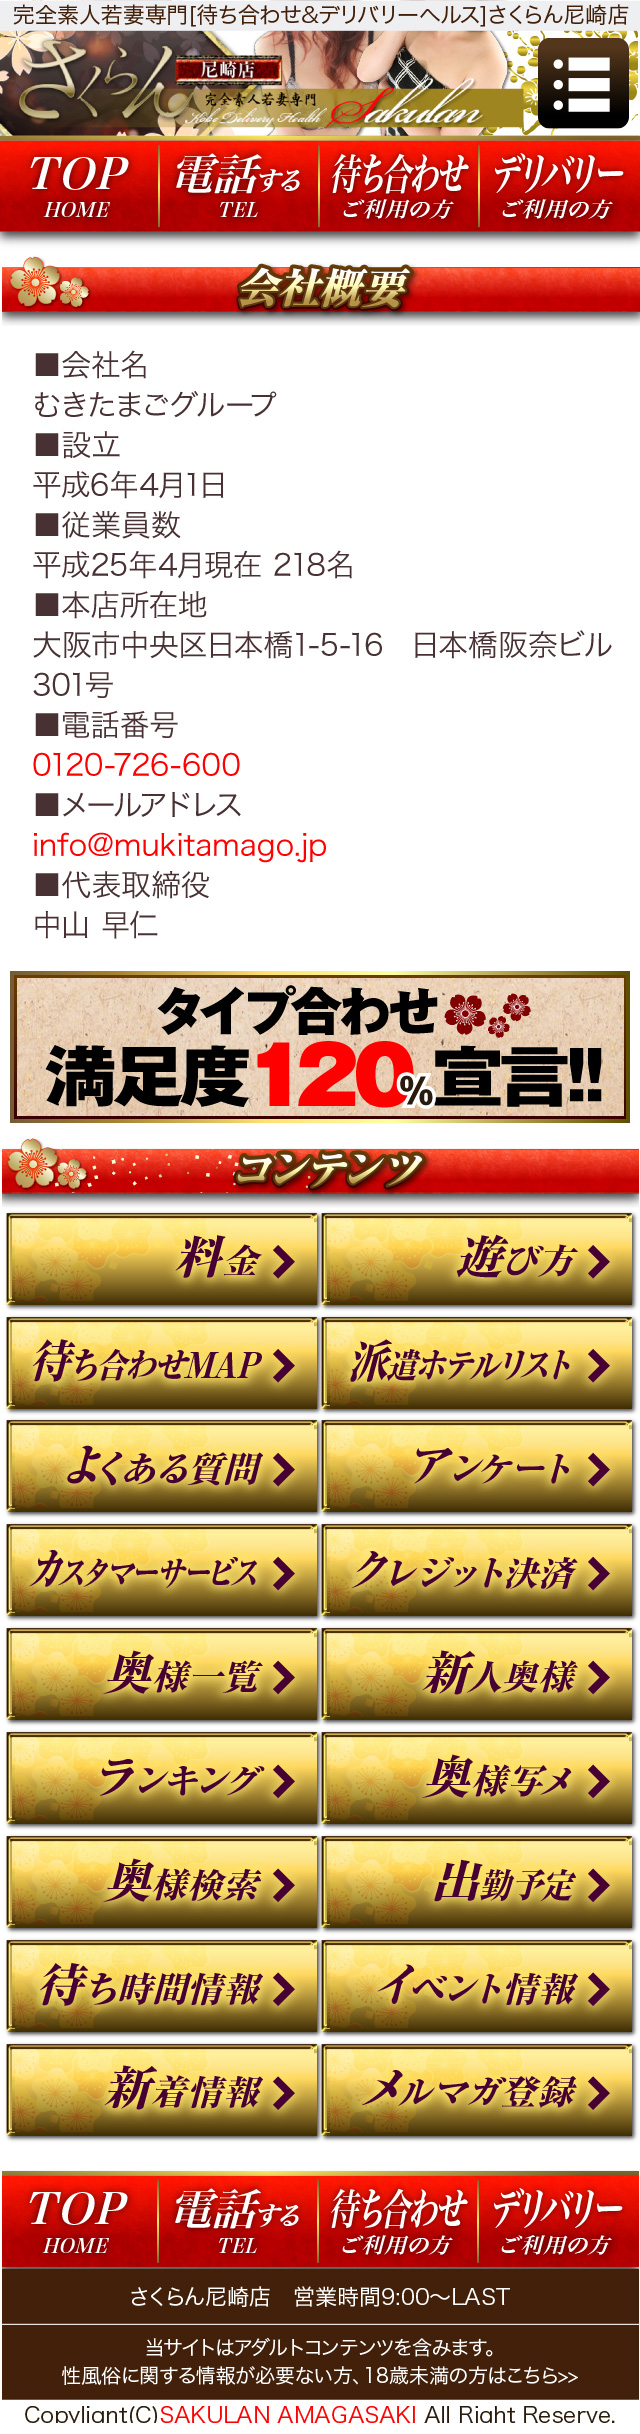 完全素人若妻専門[待ち合わせ&デリバリーヘルス]さくらん尼崎店
さくらん
尼崎店
完全素人若妻専門
Kobe Delivery Health
Sakulan
TOP 電話する 待ち合わせ デリバリー
HOME TEL ご利用の方 ご利用の方
会社概要
■会社名
むきたまごグループ
■設立
平成6年4月1日
■従業員数
平成25年4月現在 218名
■本店所在地
大阪市中央区日本橋1-5-16　日本橋阪奈ビル
301号
■電話番号
0120-726-600
■メールアドレス
info@mukitamago.jp
■代表取締役
中山 早仁
タイプ合わせ
満足度120%宣言!!
コンテンツ
料金 遊び方
待ち合わせMAP 派遣ホテルリスト
よくある質問 アンケート
カスタマーサービス クレジット決済
奥様一覧 新人奥様
ランキング 奥様写メ
奥様検索 出勤予定
待ち時間情報 イベント情報
新着情報 メルマガ登録
TOP 電話する 待ち合わせ デリバリー
HOME TEL ご利用の方 ご利用の方
さくらん尼崎店　営業時間9:00〜LAST
当サイトはアダルトコンテンツを含みます。
性風俗に関する情報が必要ない方、18歳未満の方はこちら>>
Copyliant(C)SAKULAN AMAGASAKI All Right Reserve.